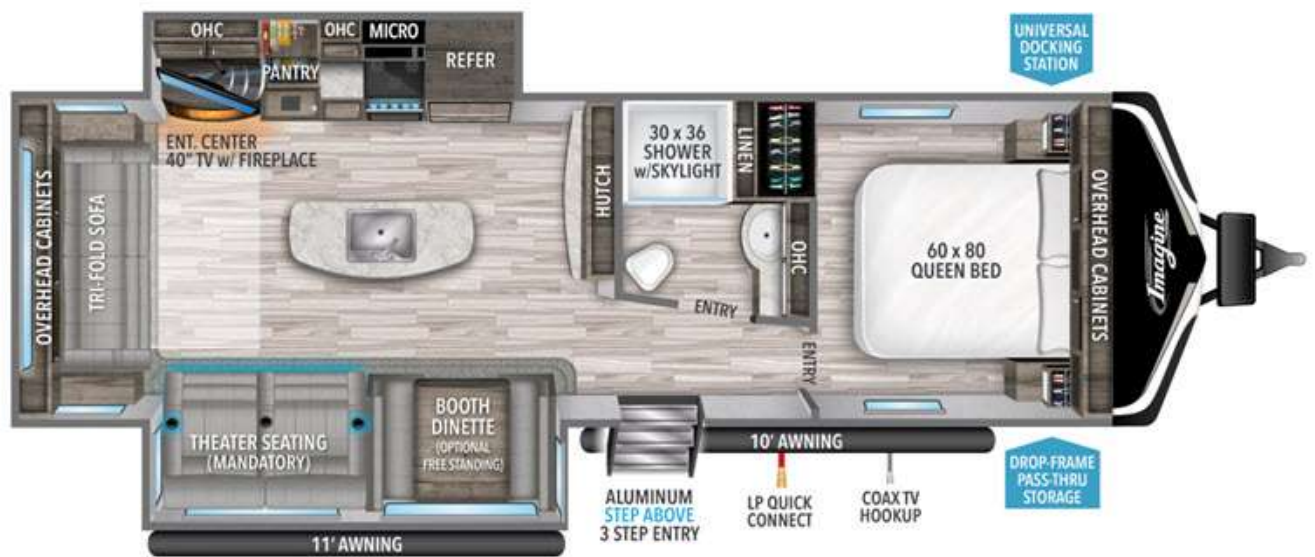 OHC
OHC
MICRO
PANTRY
REFER
UNIVERSAL
DOCKING
STATION
ENT. CENTER
40" TV w/ FIREPLACE
OVERHEAD CABINETS
TRI-FOLD SOFA
HUTCH
30 x 36
SHOWER
w/SKYLIGHT
LINEN
OHC
ENTRY
ENTRY
60 x 80
QUEEN BED
OVERHEAD CABINETS
Imagine
THEATER SEATING
(MANDATORY)
BOOTH
DINETTE
(OPTIONAL
FREE STANDING)
10' AWNING
11' AWNING
ALUMINUM
STEP ABOVE
3 STEP ENTRY
LP QUICK
CONNECT
COAX TV
HOOKUP
DROP-FRAME
PASS-THRU
STORAGE